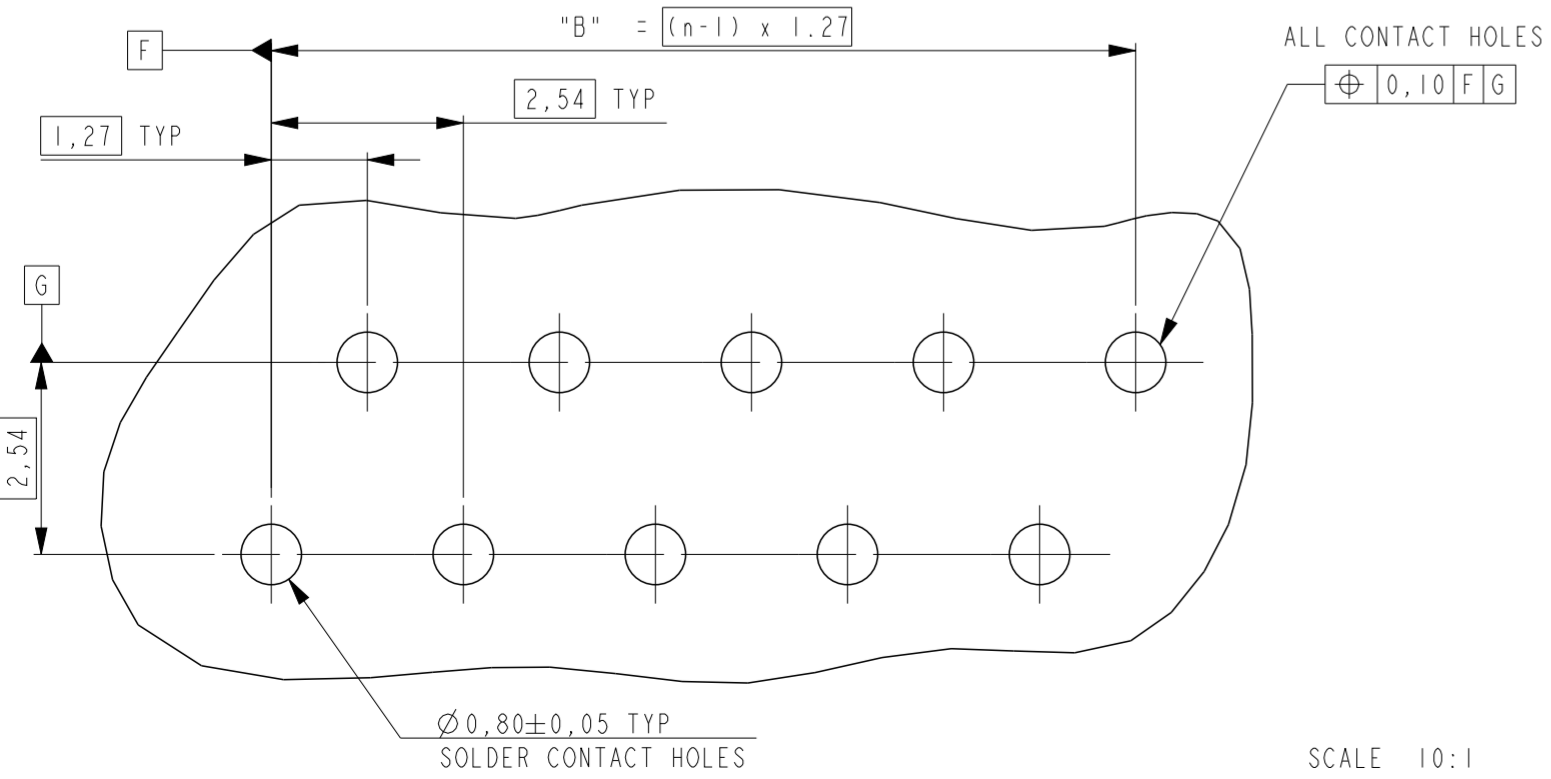 "B" = (n-1) x 1.27
ALL CONTACT HOLES
F
⌖ 0,10 F G
2,54 TYP
1,27 TYP
G
2,54
Ø0,80±0,05 TYP
SOLDER CONTACT HOLES
SCALE 10:1